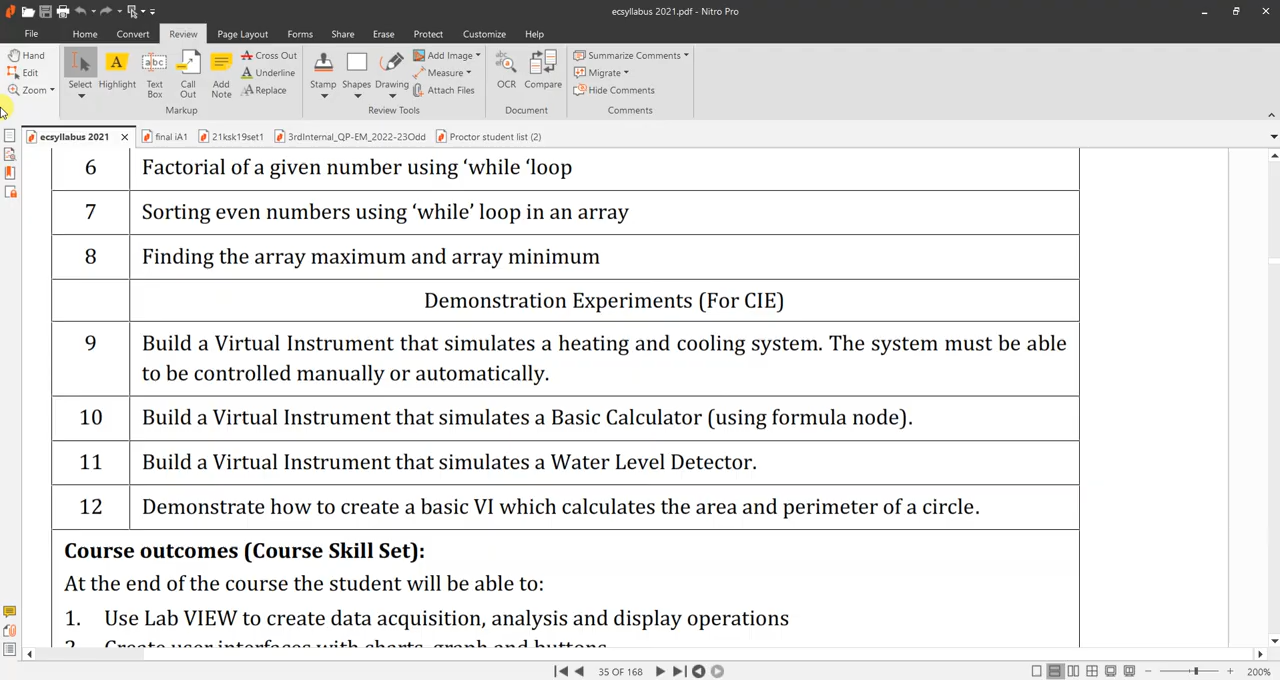 ecsyllabus 2021.pdf - Nitro Pro
File Home Convert Review Page Layout Forms Share Erase Protect Customize Help
Hand
Edit
Zoom
Select
Highlight
Text Box
Call Out
Add Note
Cross Out
Underline
Replace
Markup
Stamp
Shapes
Drawing
Add Image
Measure
Attach Files
Review Tools
OCR
Compare
Document
Summarize Comments
Migrate
Hide Comments
Comments
ecsyllabus 2021 final iA1 21ksk19set1 3rdInternal_QP-EM_2022-23Odd Proctor student list (2)
6 Factorial of a given number using ‘while ‘loop
7 Sorting even numbers using ‘while’ loop in an array
8 Finding the array maximum and array minimum
Demonstration Experiments (For CIE)
9 Build a Virtual Instrument that simulates a heating and cooling system. The system must be able
to be controlled manually or automatically.
10 Build a Virtual Instrument that simulates a Basic Calculator (using formula node).
11 Build a Virtual Instrument that simulates a Water Level Detector.
12 Demonstrate how to create a basic VI which calculates the area and perimeter of a circle.
Course outcomes (Course Skill Set):
At the end of the course the student will be able to:
1. Use Lab VIEW to create data acquisition, analysis and display operations
2. Create user interfaces with charts, graph and buttons
35 OF 168
200%